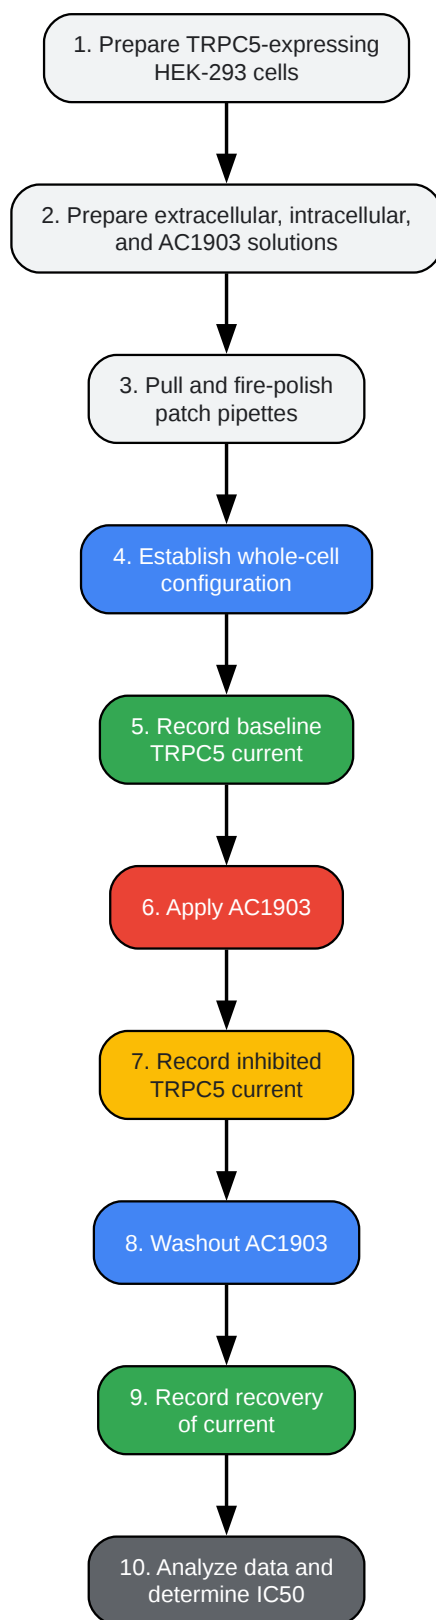 1. Prepare TRPC5-expressing
HEK-293 cells
2. Prepare extracellular, intracellular,
and AC1903 solutions
3. Pull and fire-polish
patch pipettes
4. Establish whole-cell
configuration
5. Record baseline
TRPC5 current
6. Apply AC1903
7. Record inhibited
TRPC5 current
8. Washout AC1903
9. Record recovery
of current
10. Analyze data and
determine IC50